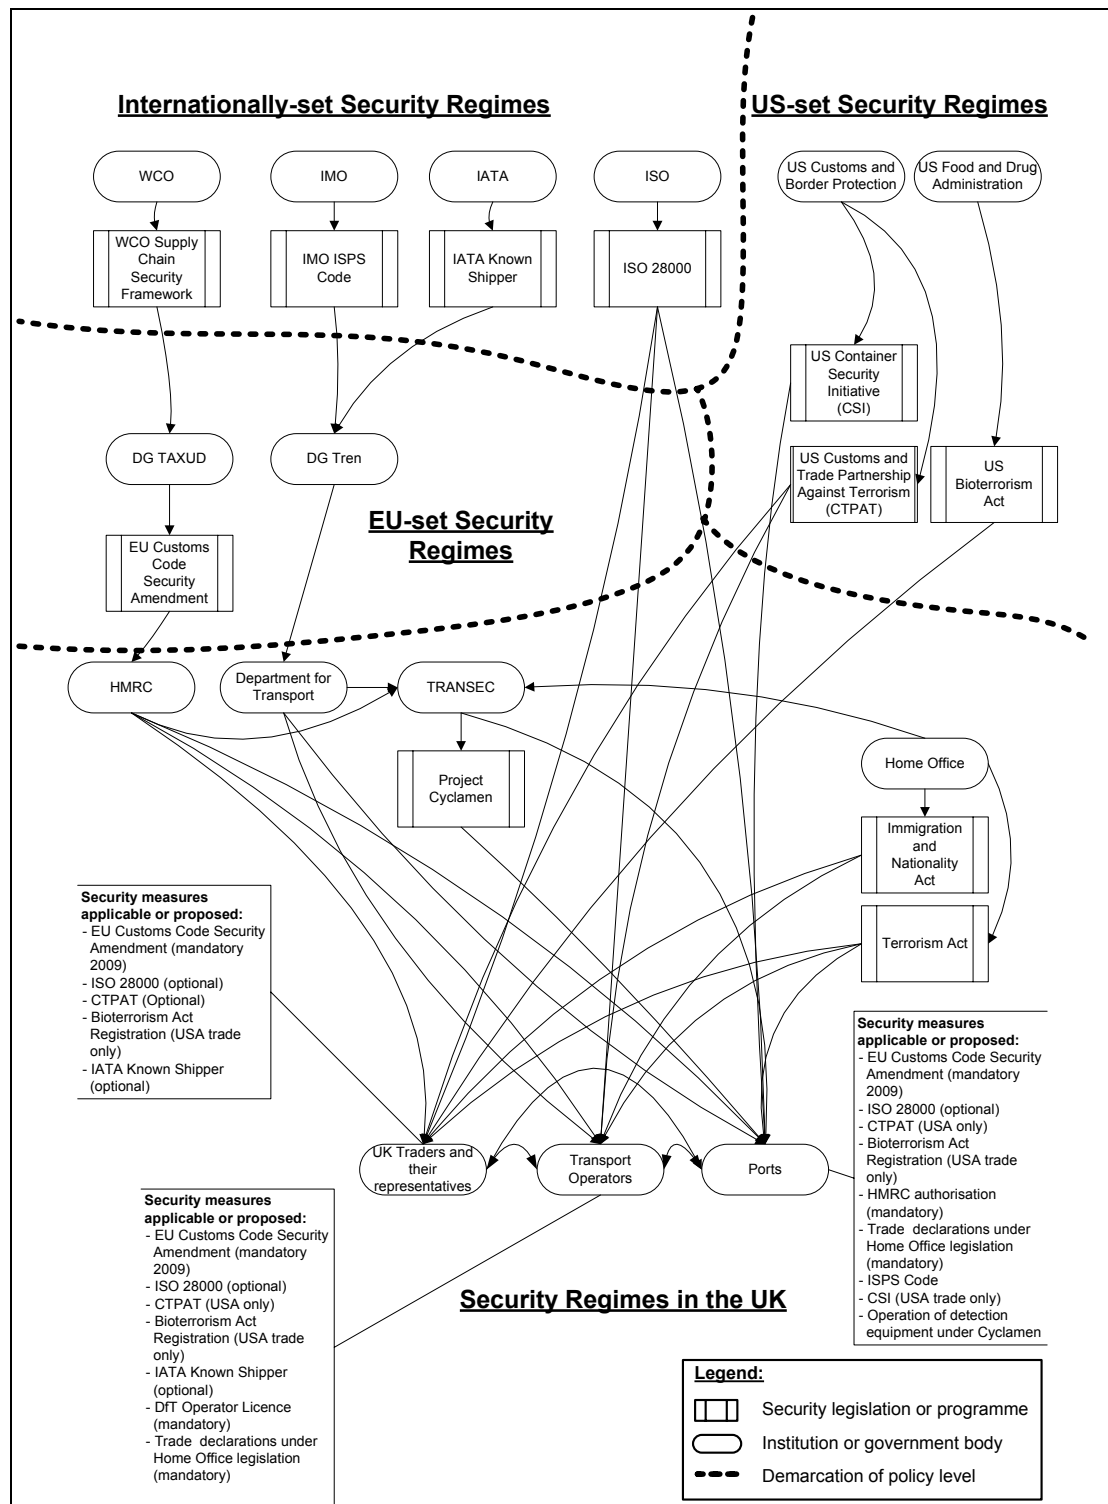 Internationally-set Security Regimes
US-set Security Regimes
WCO
IMO
IATA
ISO
US Customs and
Border Protection
US Food and Drug
Administration
WCO Supply
Chain
Security
Framework
IMO ISPS
Code
IATA Known
Shipper
ISO 28000
US Container
Security
Initiative
(CSI)
DG TAXUD
DG Tren
US Customs and
Trade Partnership
Against Terrorism
(CTPAT)
US
Bioterrorism
Act
EU-set Security
Regimes
EU Customs
Code
Security
Amendment
HMRC
Department for
Transport
TRANSEC
Project
Cyclamen
Home Office
Immigration
and
Nationality
Act
Terrorism Act
Security measures
applicable or proposed:
- EU Customs Code Security
Amendment (mandatory
2009)
- ISO 28000 (optional)
- CTPAT (Optional)
- Bioterrorism Act
Registration (USA trade
only)
- IATA Known Shipper
(optional)
Security measures
applicable or proposed:
- EU Customs Code Security
Amendment (mandatory
2009)
- ISO 28000 (optional)
- CTPAT (USA only)
- Bioterrorism Act
Registration (USA trade
only)
- HMRC authorisation
(mandatory)
- Trade declarations under
Home Office legislation
(mandatory)
- ISPS Code
- CSI (USA trade only)
- Operation of detection
equipment under Cyclamen
UK Traders and
their
representatives
Transport
Operators
Ports
Security measures
applicable or proposed:
- EU Customs Code Security
Amendment (mandatory
2009)
- ISO 28000 (optional)
- CTPAT (USA only)
- Bioterrorism Act
Registration (USA trade
only)
- IATA Known Shipper
(optional)
- DfT Operator Licence
(mandatory)
- Trade declarations under
Home Office legislation
(mandatory)
Security Regimes in the UK
Legend:
Security legislation or programme
Institution or government body
Demarcation of policy level